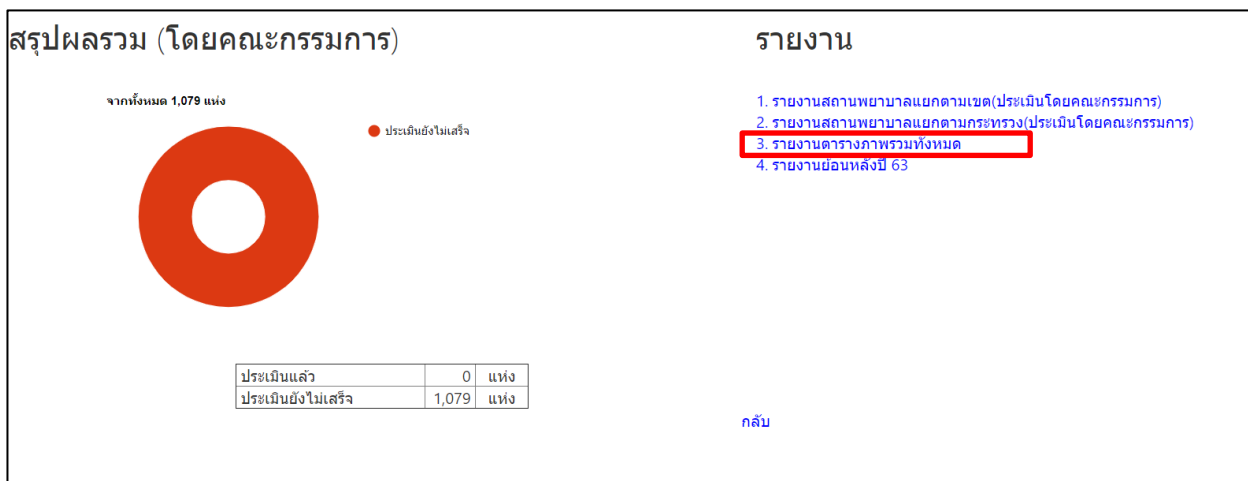 สรุปผลรวม (โดยคณะกรรมการ)
จากทั้งหมด 1,079 แห่ง
ประเมินยังไม่เสร็จ
ประเมินแล้ว 0 แห่ง
ประเมินยังไม่เสร็จ 1,079 แห่ง
รายงาน
1. รายงานสถานพยาบาลแยกตามเขต(ประเมินโดยคณะกรรมการ)
2. รายงานสถานพยาบาลแยกตามกระทรวง(ประเมินโดยคณะกรรมการ)
3. รายงานตารางภาพรวมทั้งหมด
4. รายงานย้อนหลังปี 63
กลับ